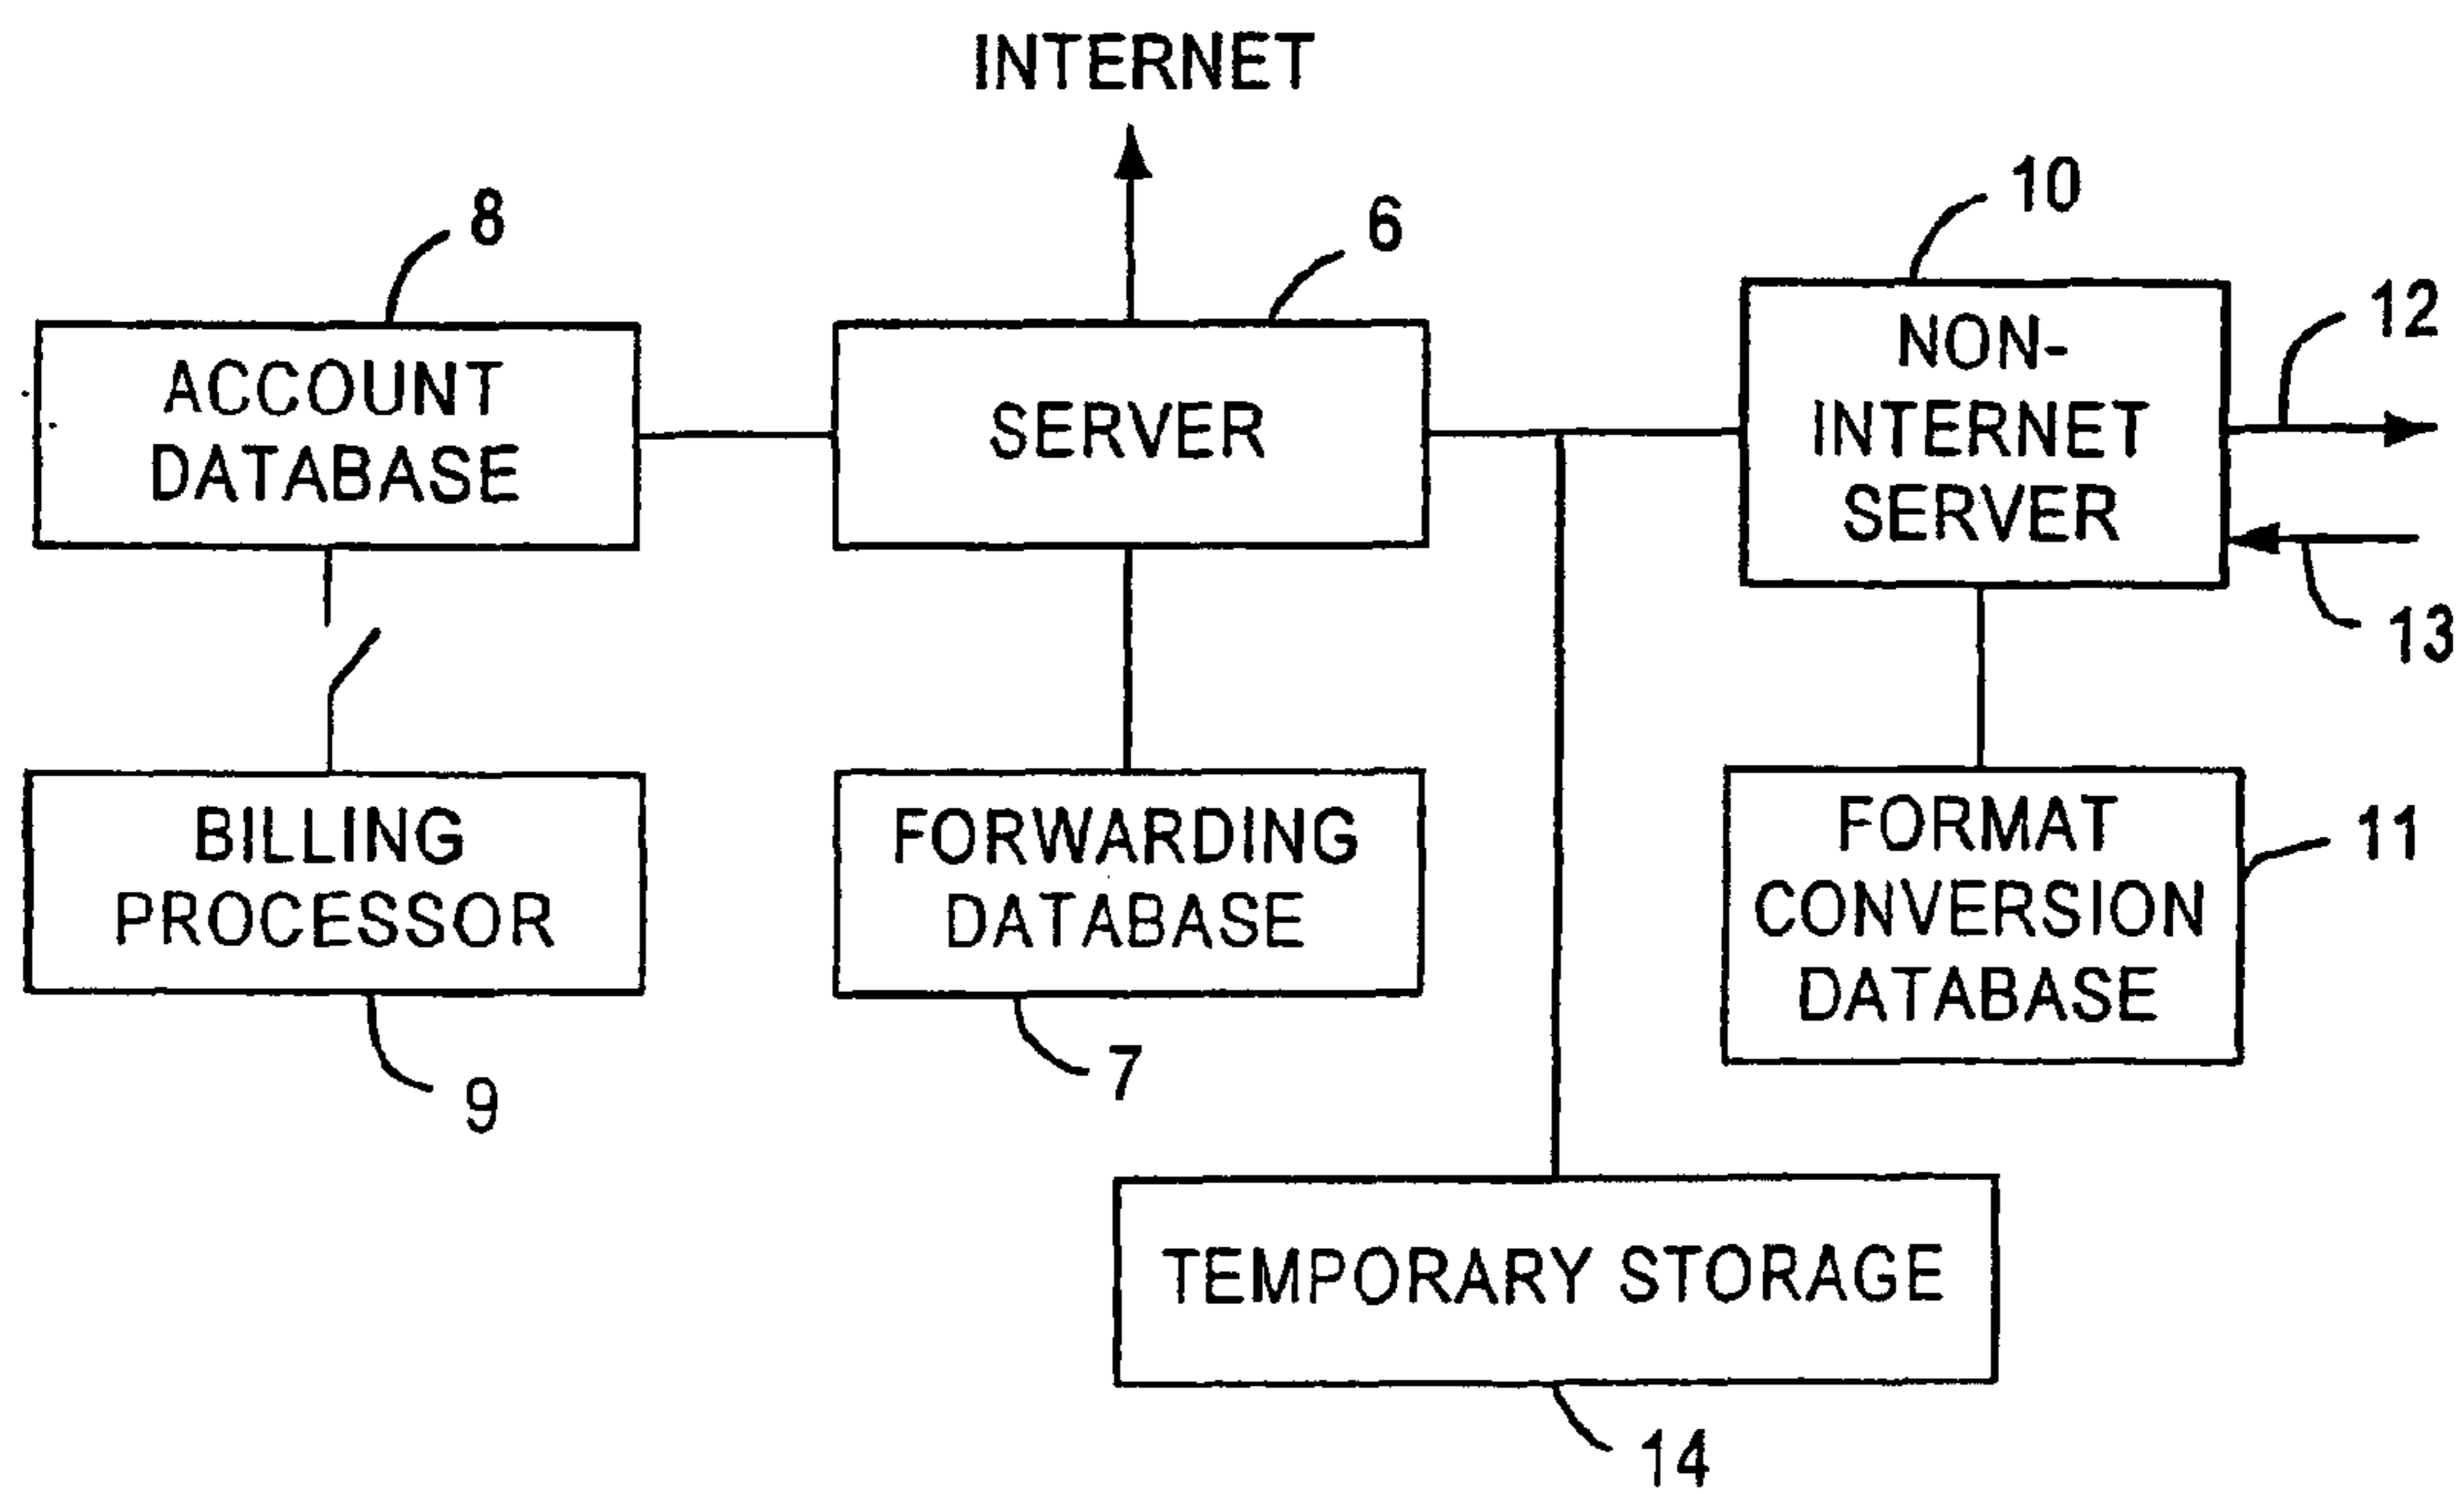 INTERNET
8
6
10
12
ACCOUNT
DATABASE
SERVER
NON-
INTERNET
SERVER
13
BILLING
PROCESSOR
FORWARDING
DATABASE
FORMAT
CONVERSION
DATABASE
11
9
7
TEMPORARY STORAGE
14